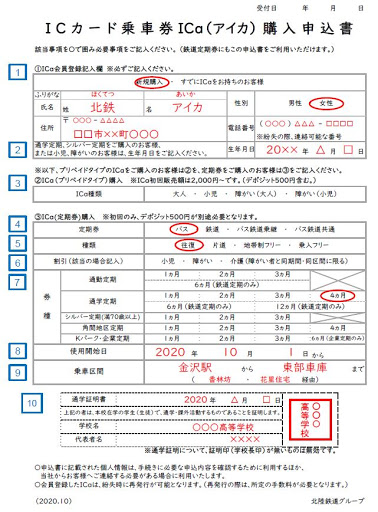 受付日　　年　　月　　日
ICカード乗車券ICa(アイカ)購入申込書
該当事項を○で囲み必要事項をご記入ください。(鉄道定期券にもこの申込書をご利用いただけます。)
1
①ICa会員登録記入欄 ※必ずご記入ください。
新規購入 ・ すでにICaをお持ちのお客様
ふりがな ほくてつ あいか
氏名 姓 北鉄 名 アイカ 性別 男性 女性
住所 〒 ○○○ - △△△△
□□市××町○○○
電話番号 (○○○) △△△ - □□□□
※紛失の際、連絡可能な番号
2
通学定期、シルバー定期をご購入のお客様、
または小児、障がいのお客様は、生年月日をご記入ください。
生年月日 20×× 年 △ 月 □ 日
※以下、プリペイドタイプのICaをご購入のお客様は②を、定期券をご購入のお客様は③をご記入ください。
3
②ICa(プリペイドタイプ)購入 ※ICa初回販売額は2,000円~です。(デポジット500円含む。)
ICa種類 大人 ・ 小児 ・ 障がい(大人) ・ 障がい(小児)
③ICa(定期券)購入 ※初回のみ、デポジット500円が別途必要となります。
4
定期券 バス ・ 鉄道 ・ バス鉄道乗継 ・ バス鉄道共通
5
種類 往復 ・ 片道 ・ 地帯制フリー ・ 乗人フリー
6
割引(該当の場合記入) 小児 ・ 障がい ・ 介護(障がい者と同期間・同区間に限る)
7
券種
通勤定期 1ヵ月 2ヵ月 3ヵ月
6ヵ月(鉄道定期のみ)
通学定期 1ヵ月 2ヵ月 3ヵ月 4ヵ月
6ヵ月(鉄道定期のみ) 12ヵ月(鉄道定期のみ)
シルバー定期(満70歳以上) 1ヵ月 2ヵ月 3ヵ月
角間地区定期 1ヵ月 2ヵ月 3ヵ月
Kパーク・企業定期 1ヵ月 2ヵ月 3ヵ月 6ヵ月(企業定期のみ)
8
使用開始日 2020 年 10 月 1 日から
9
乗車区間 金沢駅 から 東部車庫 まで
( 香林坊 ・ 花里住宅 経由)
10
通学証明書 2020 年 △ 月 □ 日
上記の者は、本校在学の学生(生徒)で、通学・課外活動するものであることを証明します。
学校名 ○○○高等学校
代表者名 ××××
○○○高等学校
※通学証明について、証明印(学校長印)が無いものは無効です。
○申込書に記載された個人情報は、手続きに必要な申込内容を確認するために利用するほか、
当社からお客様へご連絡する必要がある場合に利用いたします。
○会員登録したICaは、紛失時に再発行が可能となります。(再発行の際は、所定の手数料が必要となります。)
(2020.10) 北陸鉄道グループ